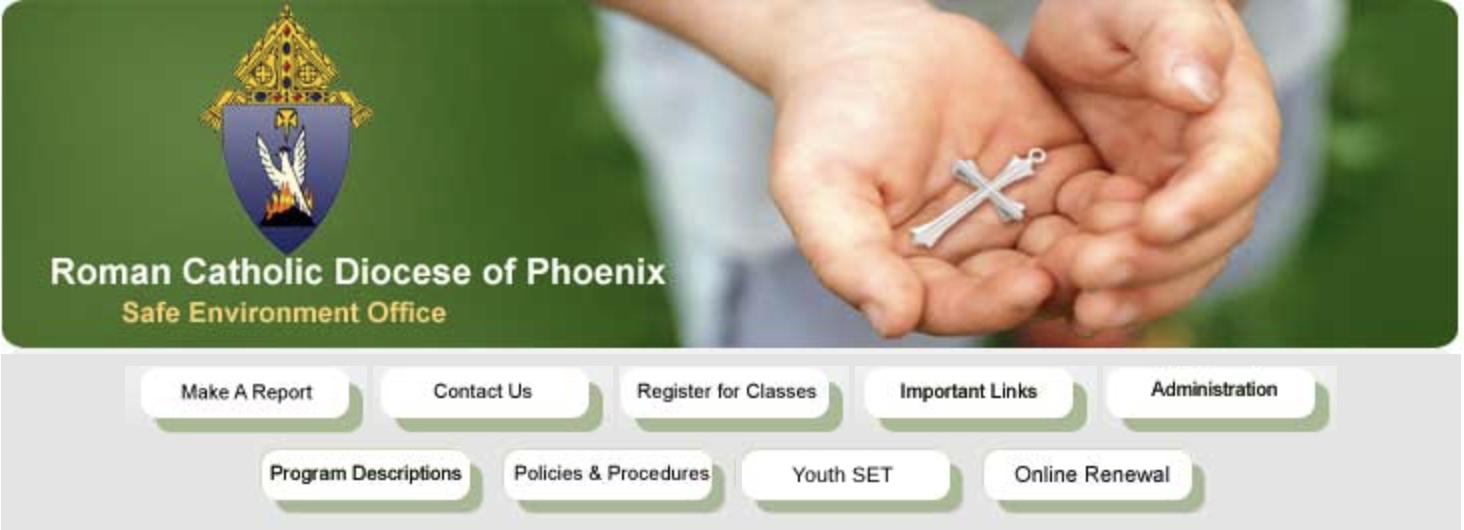 Roman Catholic Diocese of Phoenix
Safe Environment Office
Make A Report
Contact Us
Register for Classes
Important Links
Administration
Program Descriptions
Policies & Procedures
Youth SET
Online Renewal